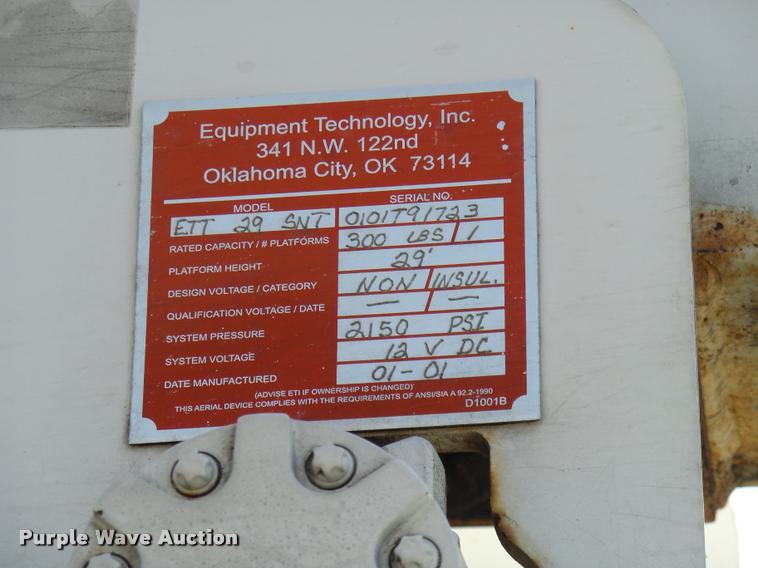 Equipment Technology, Inc.
341 N.W. 122nd
Oklahoma City, OK 73114
MODEL SERIAL NO.
ETT 29 SNT 0101T91723
RATED CAPACITY / # PLATFORMS 300 LBS / 1
PLATFORM HEIGHT 29'
DESIGN VOLTAGE / CATEGORY NON / INSUL.
QUALIFICATION VOLTAGE / DATE — / —
SYSTEM PRESSURE 2150 PSI
SYSTEM VOLTAGE 12 V DC
DATE MANUFACTURED 01-01
(ADVISE ETI IF OWNERSHIP IS CHANGED)
THIS AERIAL DEVICE COMPLIES WITH THE REQUIREMENTS OF ANSI/SIA A 92.2-1990 D1001B
Purple Wave Auction